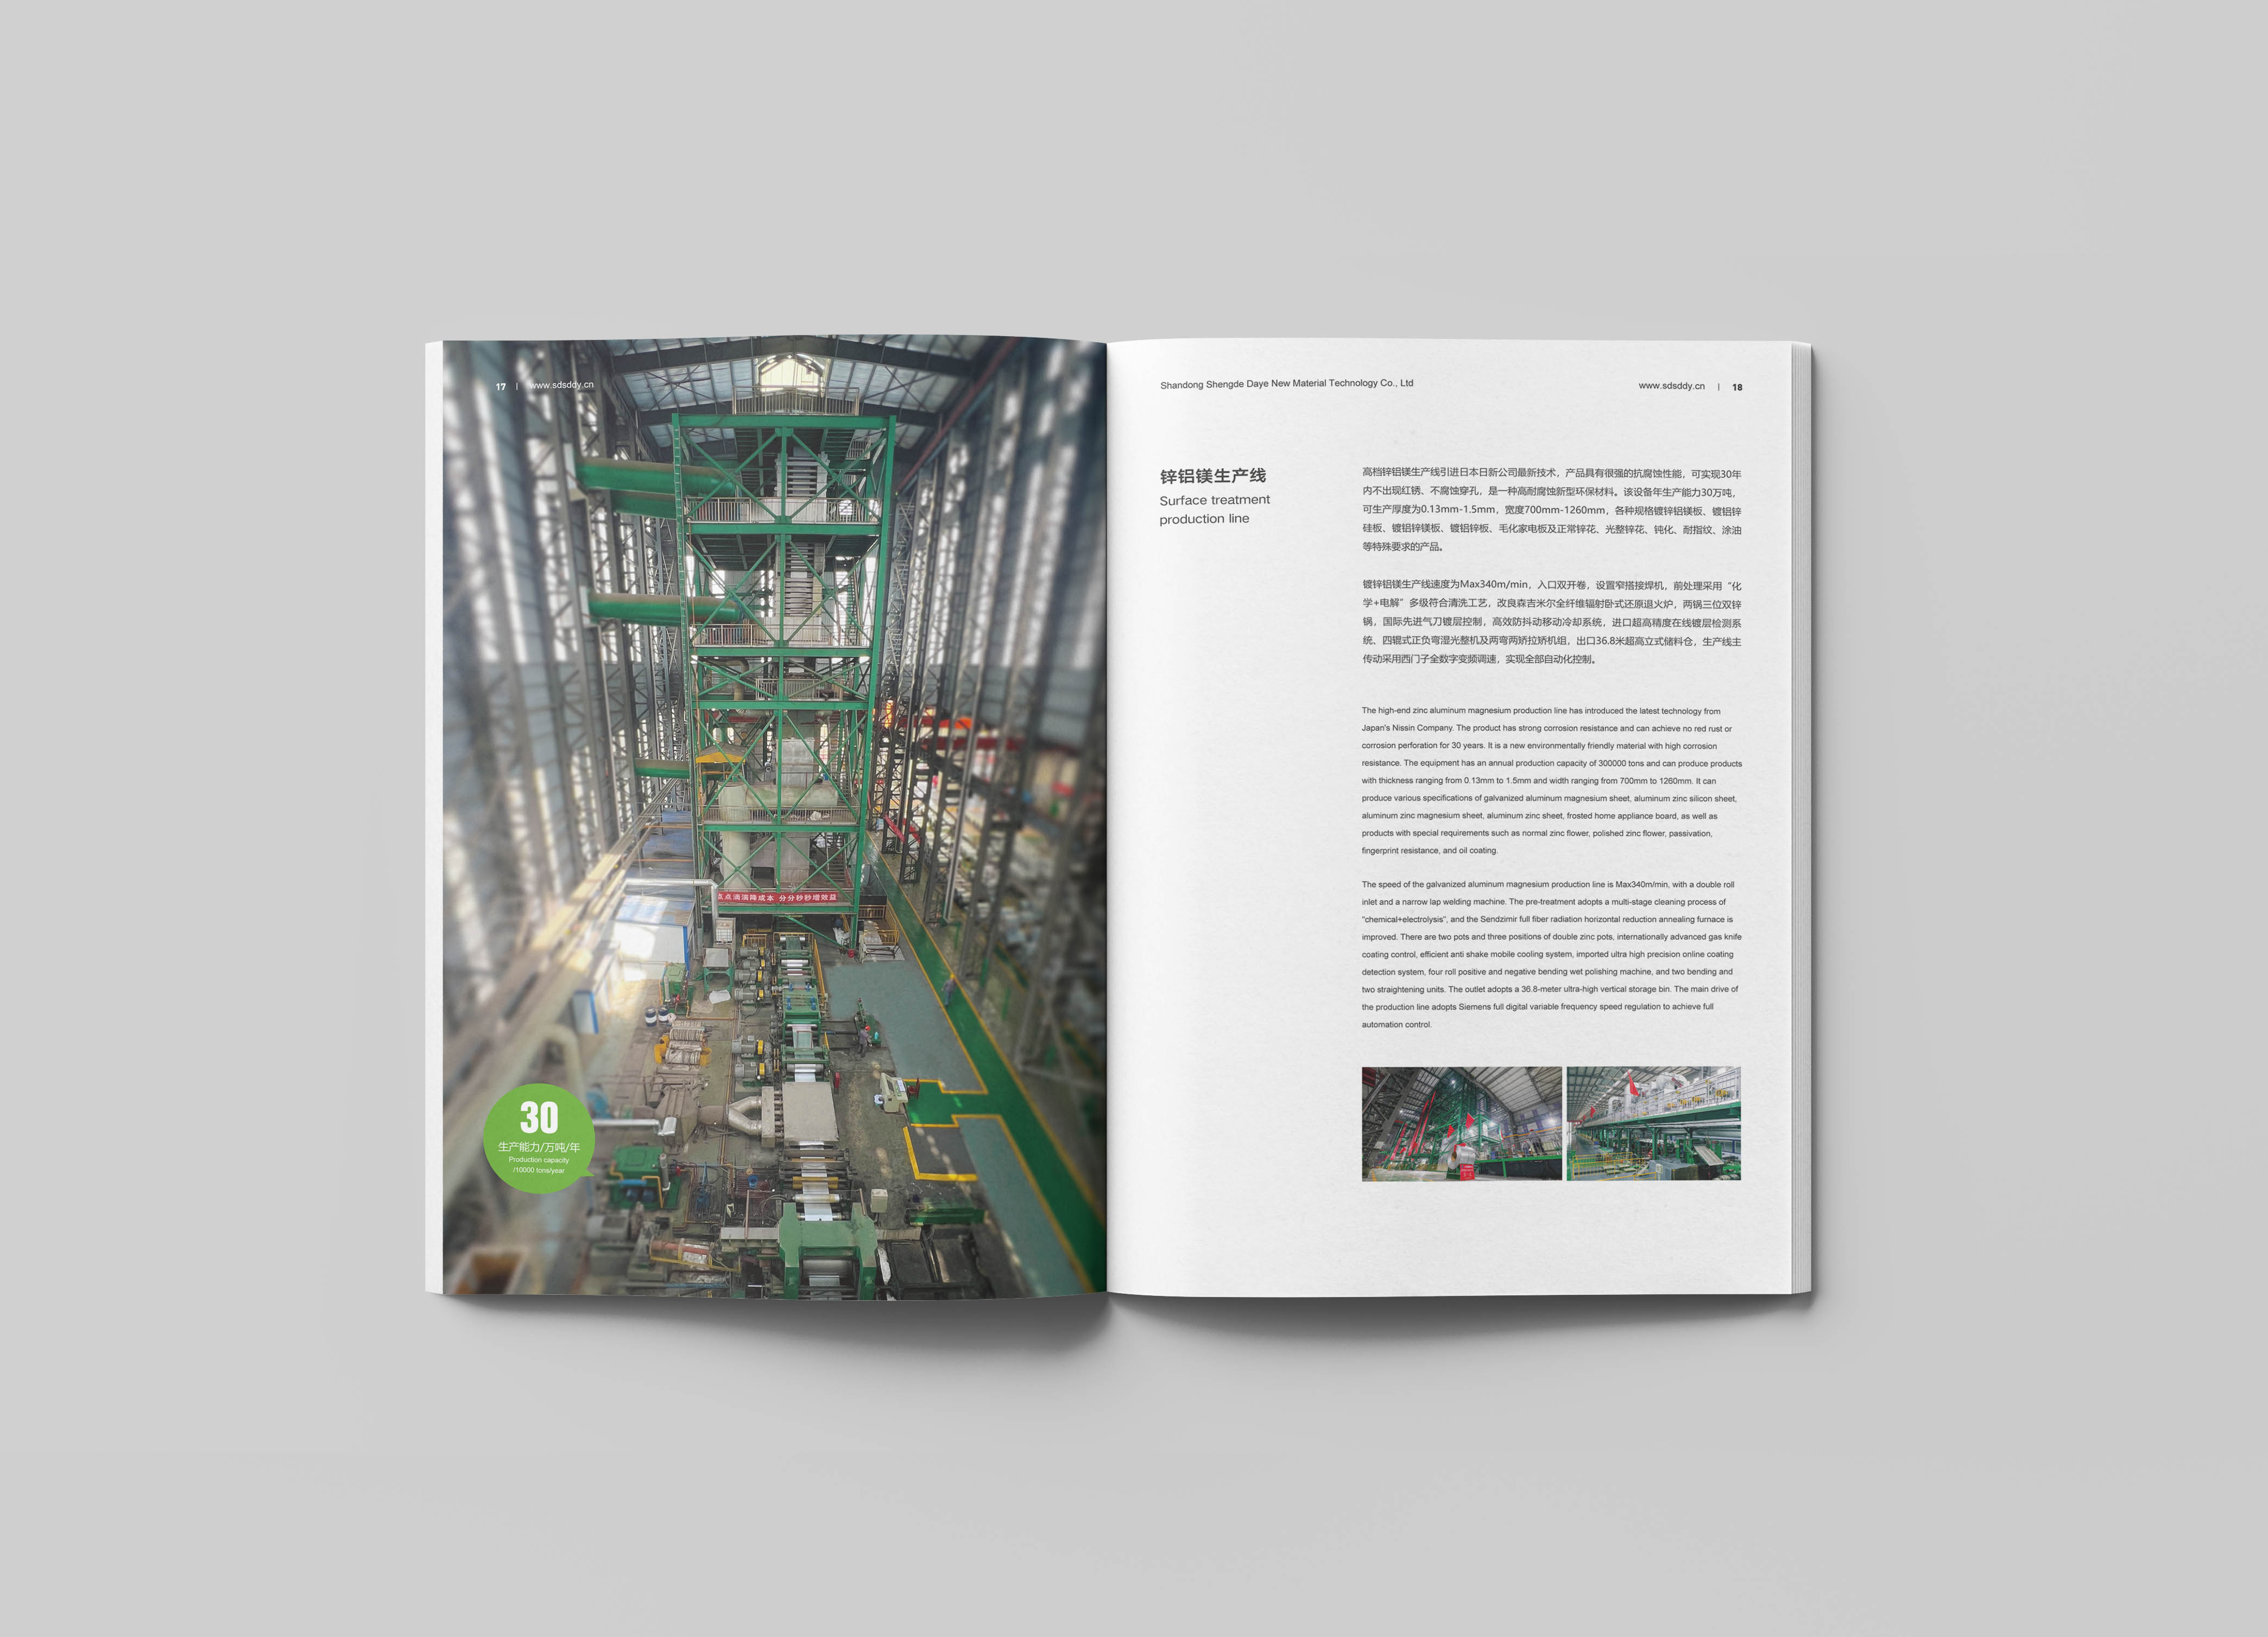 17 | www.sdsddy.cn
点点滴滴降成本 分分秒秒增效益
30
生产能力/万吨/年
Production capacity
/10000 tons/year
Shandong Shengde Daye New Material Technology Co., Ltd
www.sdsddy.cn | 18
锌铝镁生产线
Surface treatment
production line
高档锌铝镁生产线引进日本日新公司最新技术，产品具有很强的抗腐蚀性能，可实现30年
内不出现红锈、不腐蚀穿孔，是一种高耐腐蚀新型环保材料。该设备年生产能力30万吨，
可生产厚度为0.13mm-1.5mm，宽度700mm-1260mm，各种规格镀锌铝镁板、镀铝锌
硅板、镀铝锌镁板、镀铝锌板、毛化家电板及正常锌花、光整锌花、钝化、耐指纹、涂油
等特殊要求的产品。
镀锌铝镁生产线速度为Max340m/min，入口双开卷，设置窄搭接焊机，前处理采用“化
学+电解”多级符合清洗工艺，改良森吉米尔全纤维辐射卧式还原退火炉，两锅三位双锌
锅，国际先进气刀镀层控制，高效防抖动移动冷却系统，进口超高精度在线镀层检测系
统、四辊式正负弯湿光整机及两弯两矫拉矫机组，出口36.8米超高立式储料仓，生产线主
传动采用西门子全数字变频调速，实现全部自动化控制。
The high-end zinc aluminum magnesium production line has introduced the latest technology from
Japan's Nissin Company. The product has strong corrosion resistance and can achieve no red rust or
corrosion perforation for 30 years. It is a new environmentally friendly material with high corrosion
resistance. The equipment has an annual production capacity of 300000 tons and can produce products
with thickness ranging from 0.13mm to 1.5mm and width ranging from 700mm to 1260mm. It can
produce various specifications of galvanized aluminum magnesium sheet, aluminum zinc silicon sheet,
aluminum zinc magnesium sheet, aluminum zinc sheet, frosted home appliance board, as well as
products with special requirements such as normal zinc flower, polished zinc flower, passivation,
fingerprint resistance, and oil coating.
The speed of the galvanized aluminum magnesium production line is Max340m/min, with a double roll
inlet and a narrow lap welding machine. The pre-treatment adopts a multi-stage cleaning process of
"chemical+electrolysis", and the Sendzimir full fiber radiation horizontal reduction annealing furnace is
improved. There are two pots and three positions of double zinc pots, internationally advanced gas knife
coating control, efficient anti shake mobile cooling system, imported ultra high precision online coating
detection system, four roll positive and negative bending wet polishing machine, and two bending and
two straightening units. The outlet adopts a 36.8-meter ultra-high vertical storage bin. The main drive of
the production line adopts Siemens full digital variable frequency speed regulation to achieve full
automation control.